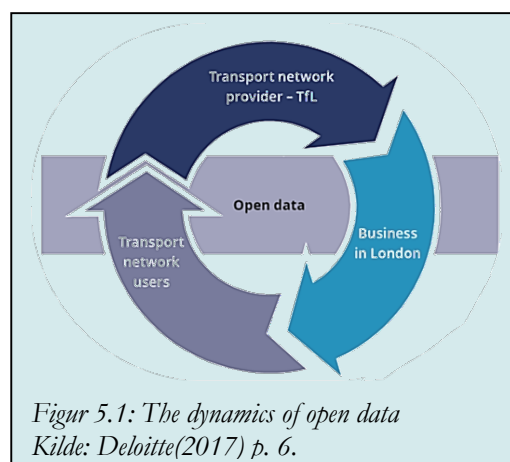 Transport network
provider – TfL
Open data
Business
in London
Transport
network
users
Figur 5.1: The dynamics of open data
Kilde: Deloitte(2017) p. 6.